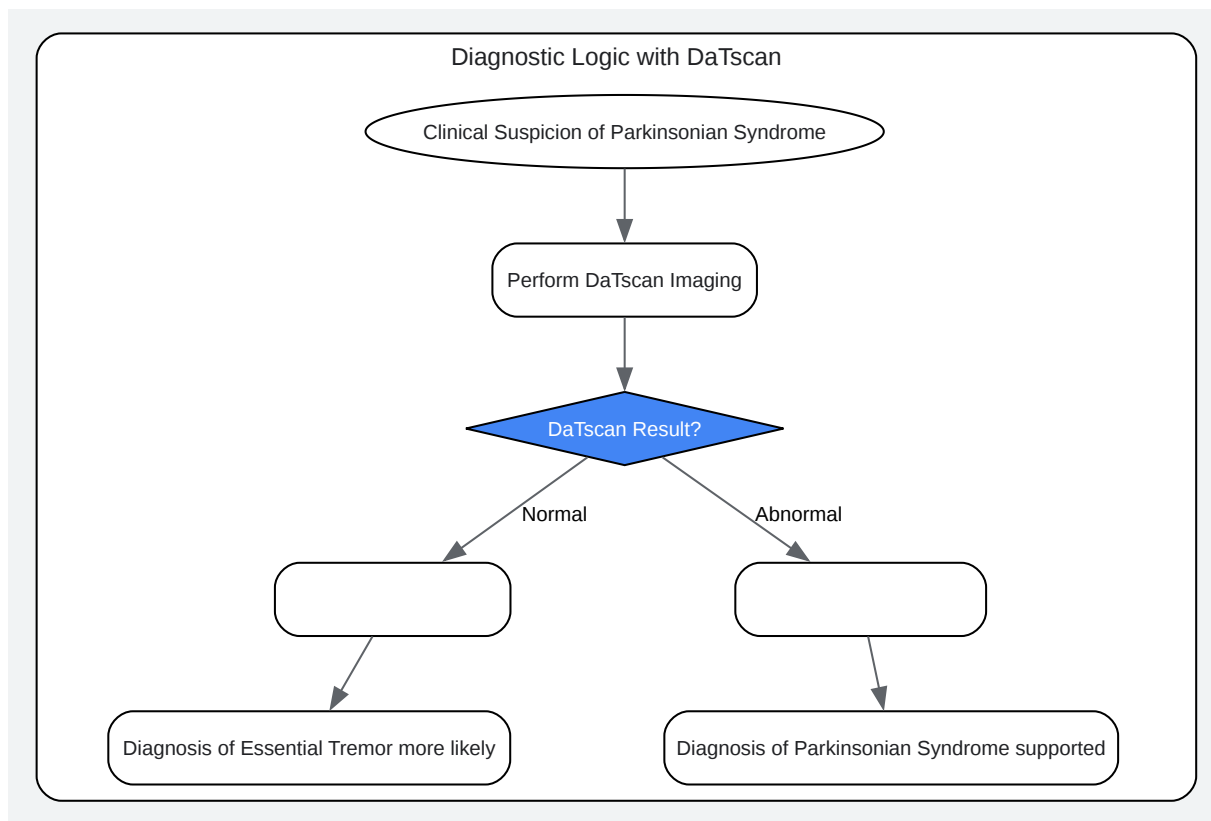 Diagnostic Logic with DaTscan
Clinical Suspicion of Parkinsonian Syndrome
Perform DaTscan Imaging
DaTscan Result?
Normal
Abnormal
Diagnosis of Essential Tremor more likely
Diagnosis of Parkinsonian Syndrome supported